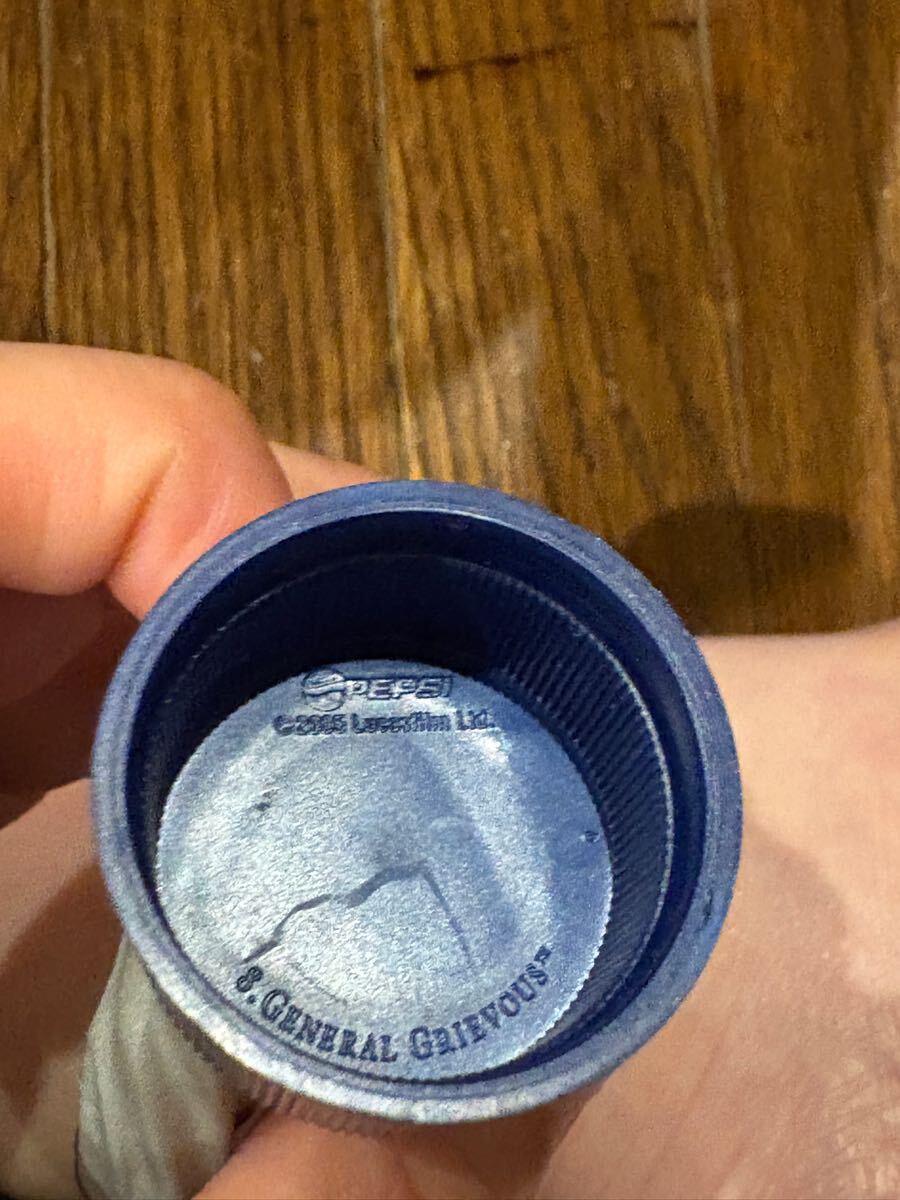 PEPSI
©2005 Lucasfilm Ltd.
8. GENERAL GRIEVOUS™